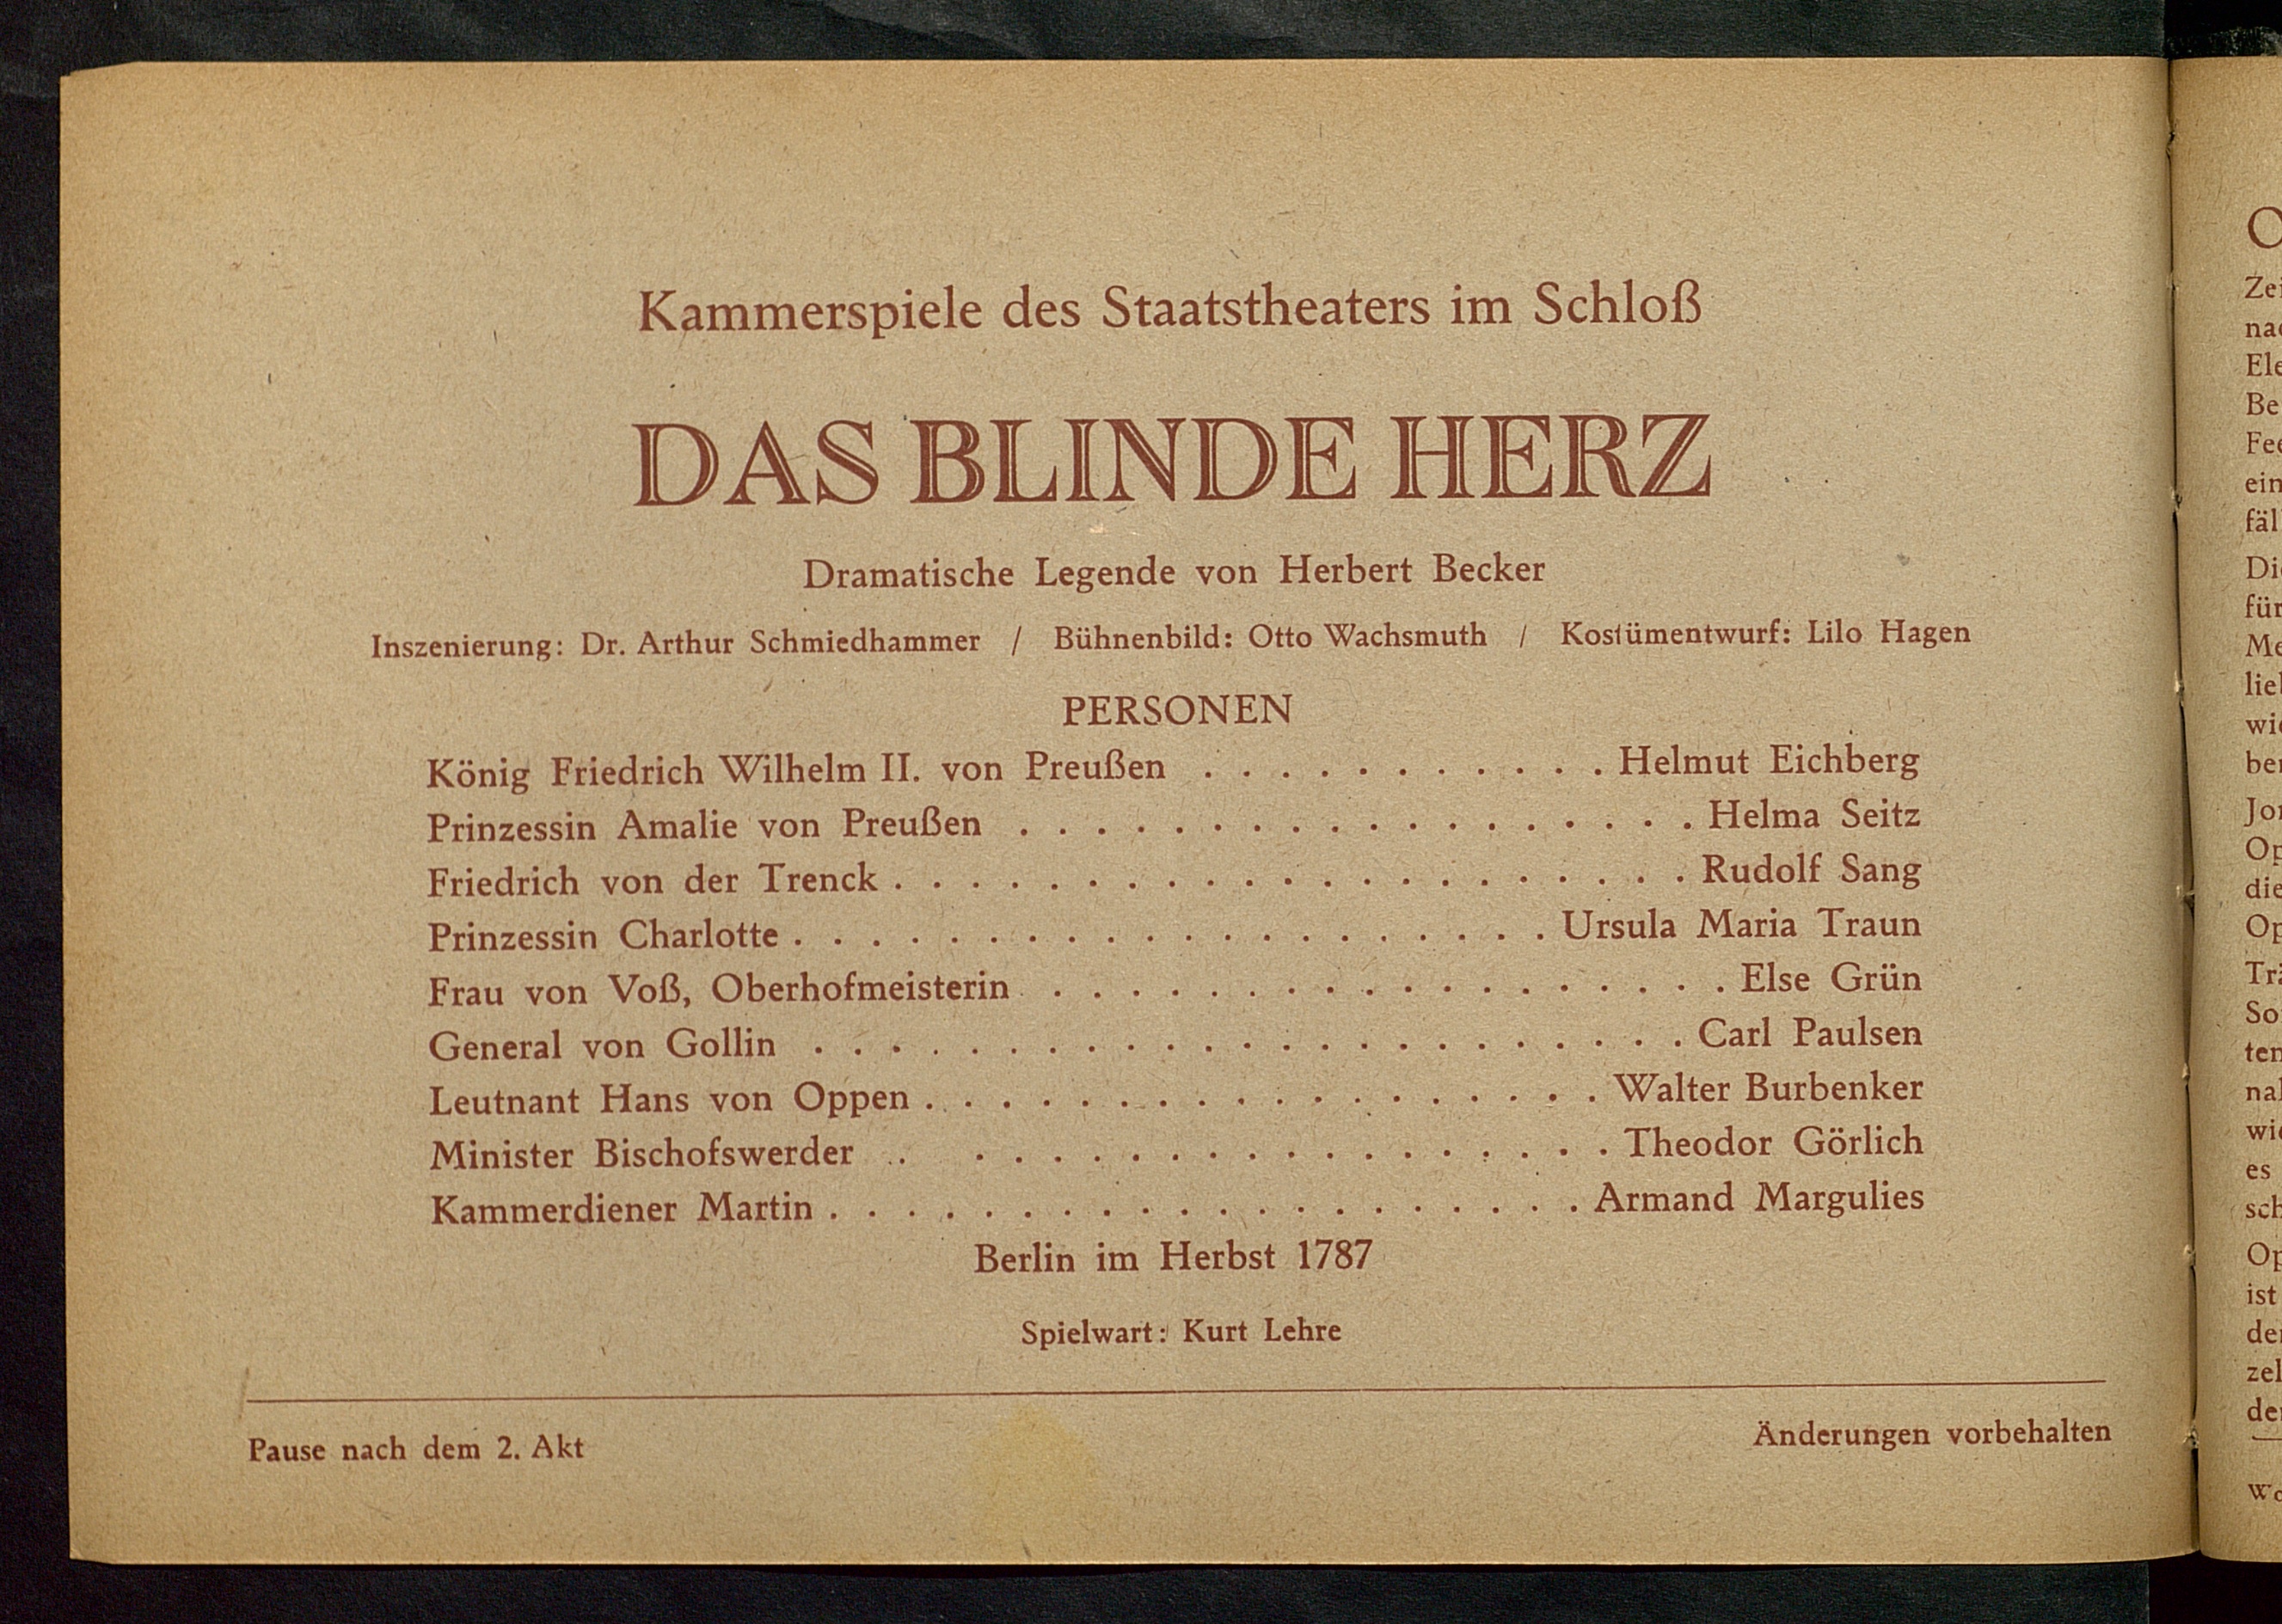 Kammerspiele des Staatstheaters im Schloß
DAS BLINDE HERZ
Dramatische Legende von Herbert Becker
Inszenierung: Dr. Arthur Schmiedhammer / Bühnenbild: Otto Wachsmuth / Kostümentwurf: Lilo Hagen
PERSONEN
König Friedrich Wilhelm II. von Preußen . . . . . . . . . . . Helmut Eichberg
Prinzessin Amalie von Preußen . . . . . . . . . . . . . . . . . . Helma Seitz
Friedrich von der Trenck . . . . . . . . . . . . . . . . . . . . . Rudolf Sang
Prinzessin Charlotte . . . . . . . . . . . . . . . . . . . . Ursula Maria Traun
Frau von Voß, Oberhofmeisterin . . . . . . . . . . . . . . . . . . Else Grün
General von Gollin . . . . . . . . . . . . . . . . . . . . . . . Carl Paulsen
Leutnant Hans von Oppen . . . . . . . . . . . . . . . . . . Walter Burbenker
Minister Bischofswerder . . . . . . . . . . . . . . . . . . . Theodor Görlich
Kammerdiener Martin . . . . . . . . . . . . . . . . . . . . Armand Margulies
Berlin im Herbst 1787
Spielwart: Kurt Lehre
Pause nach dem 2. Akt
Änderungen vorbehalten